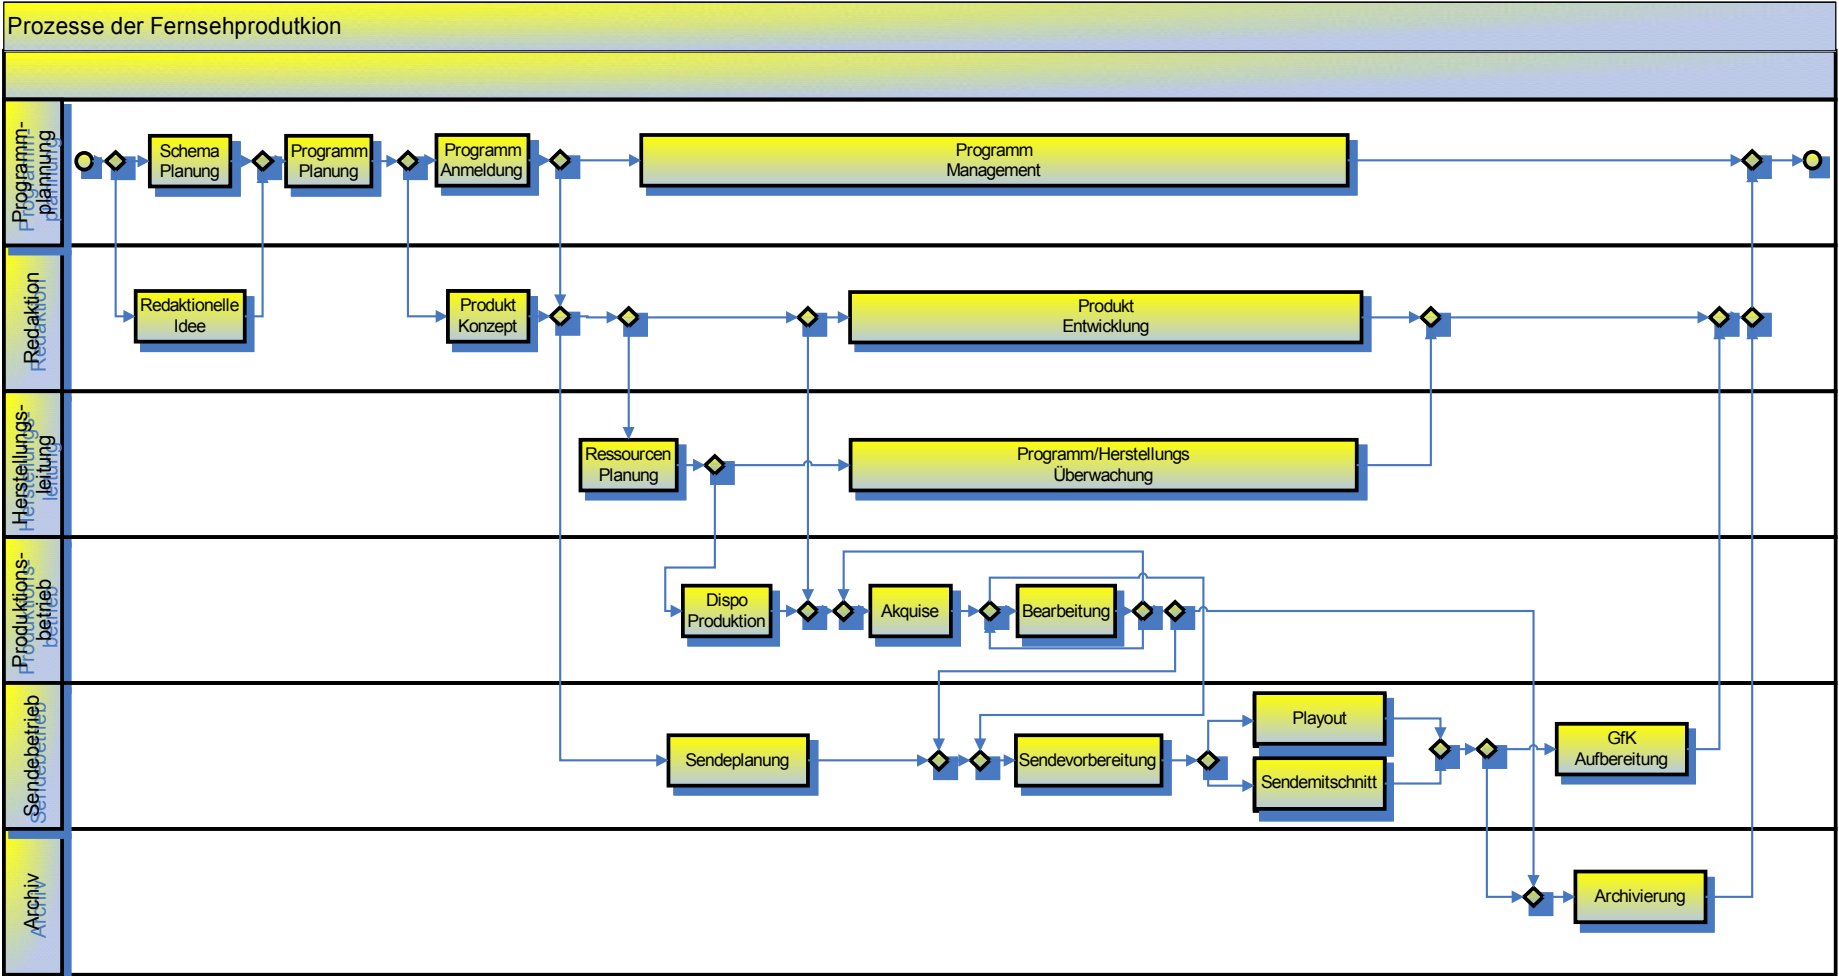 Prozesse der Fernsehprodutkion
Programm-
plannung
Schema
Planung
Programm
Planung
Programm
Anmeldung
Programm
Management
Redaktion
Redaktionelle
Idee
Produkt
Konzept
Produkt
Entwicklung
Herstellungs-
leitung
Ressourcen
Planung
Programm/Herstellungs
Überwachung
Produktions-
betrieb
Dispo
Produktion
Akquise
Bearbeitung
Sendebetrieb
Sendeplanung
Sendevorbereitung
Playout
Sendemitschnitt
GfK
Aufbereitung
Archiv
Archivierung